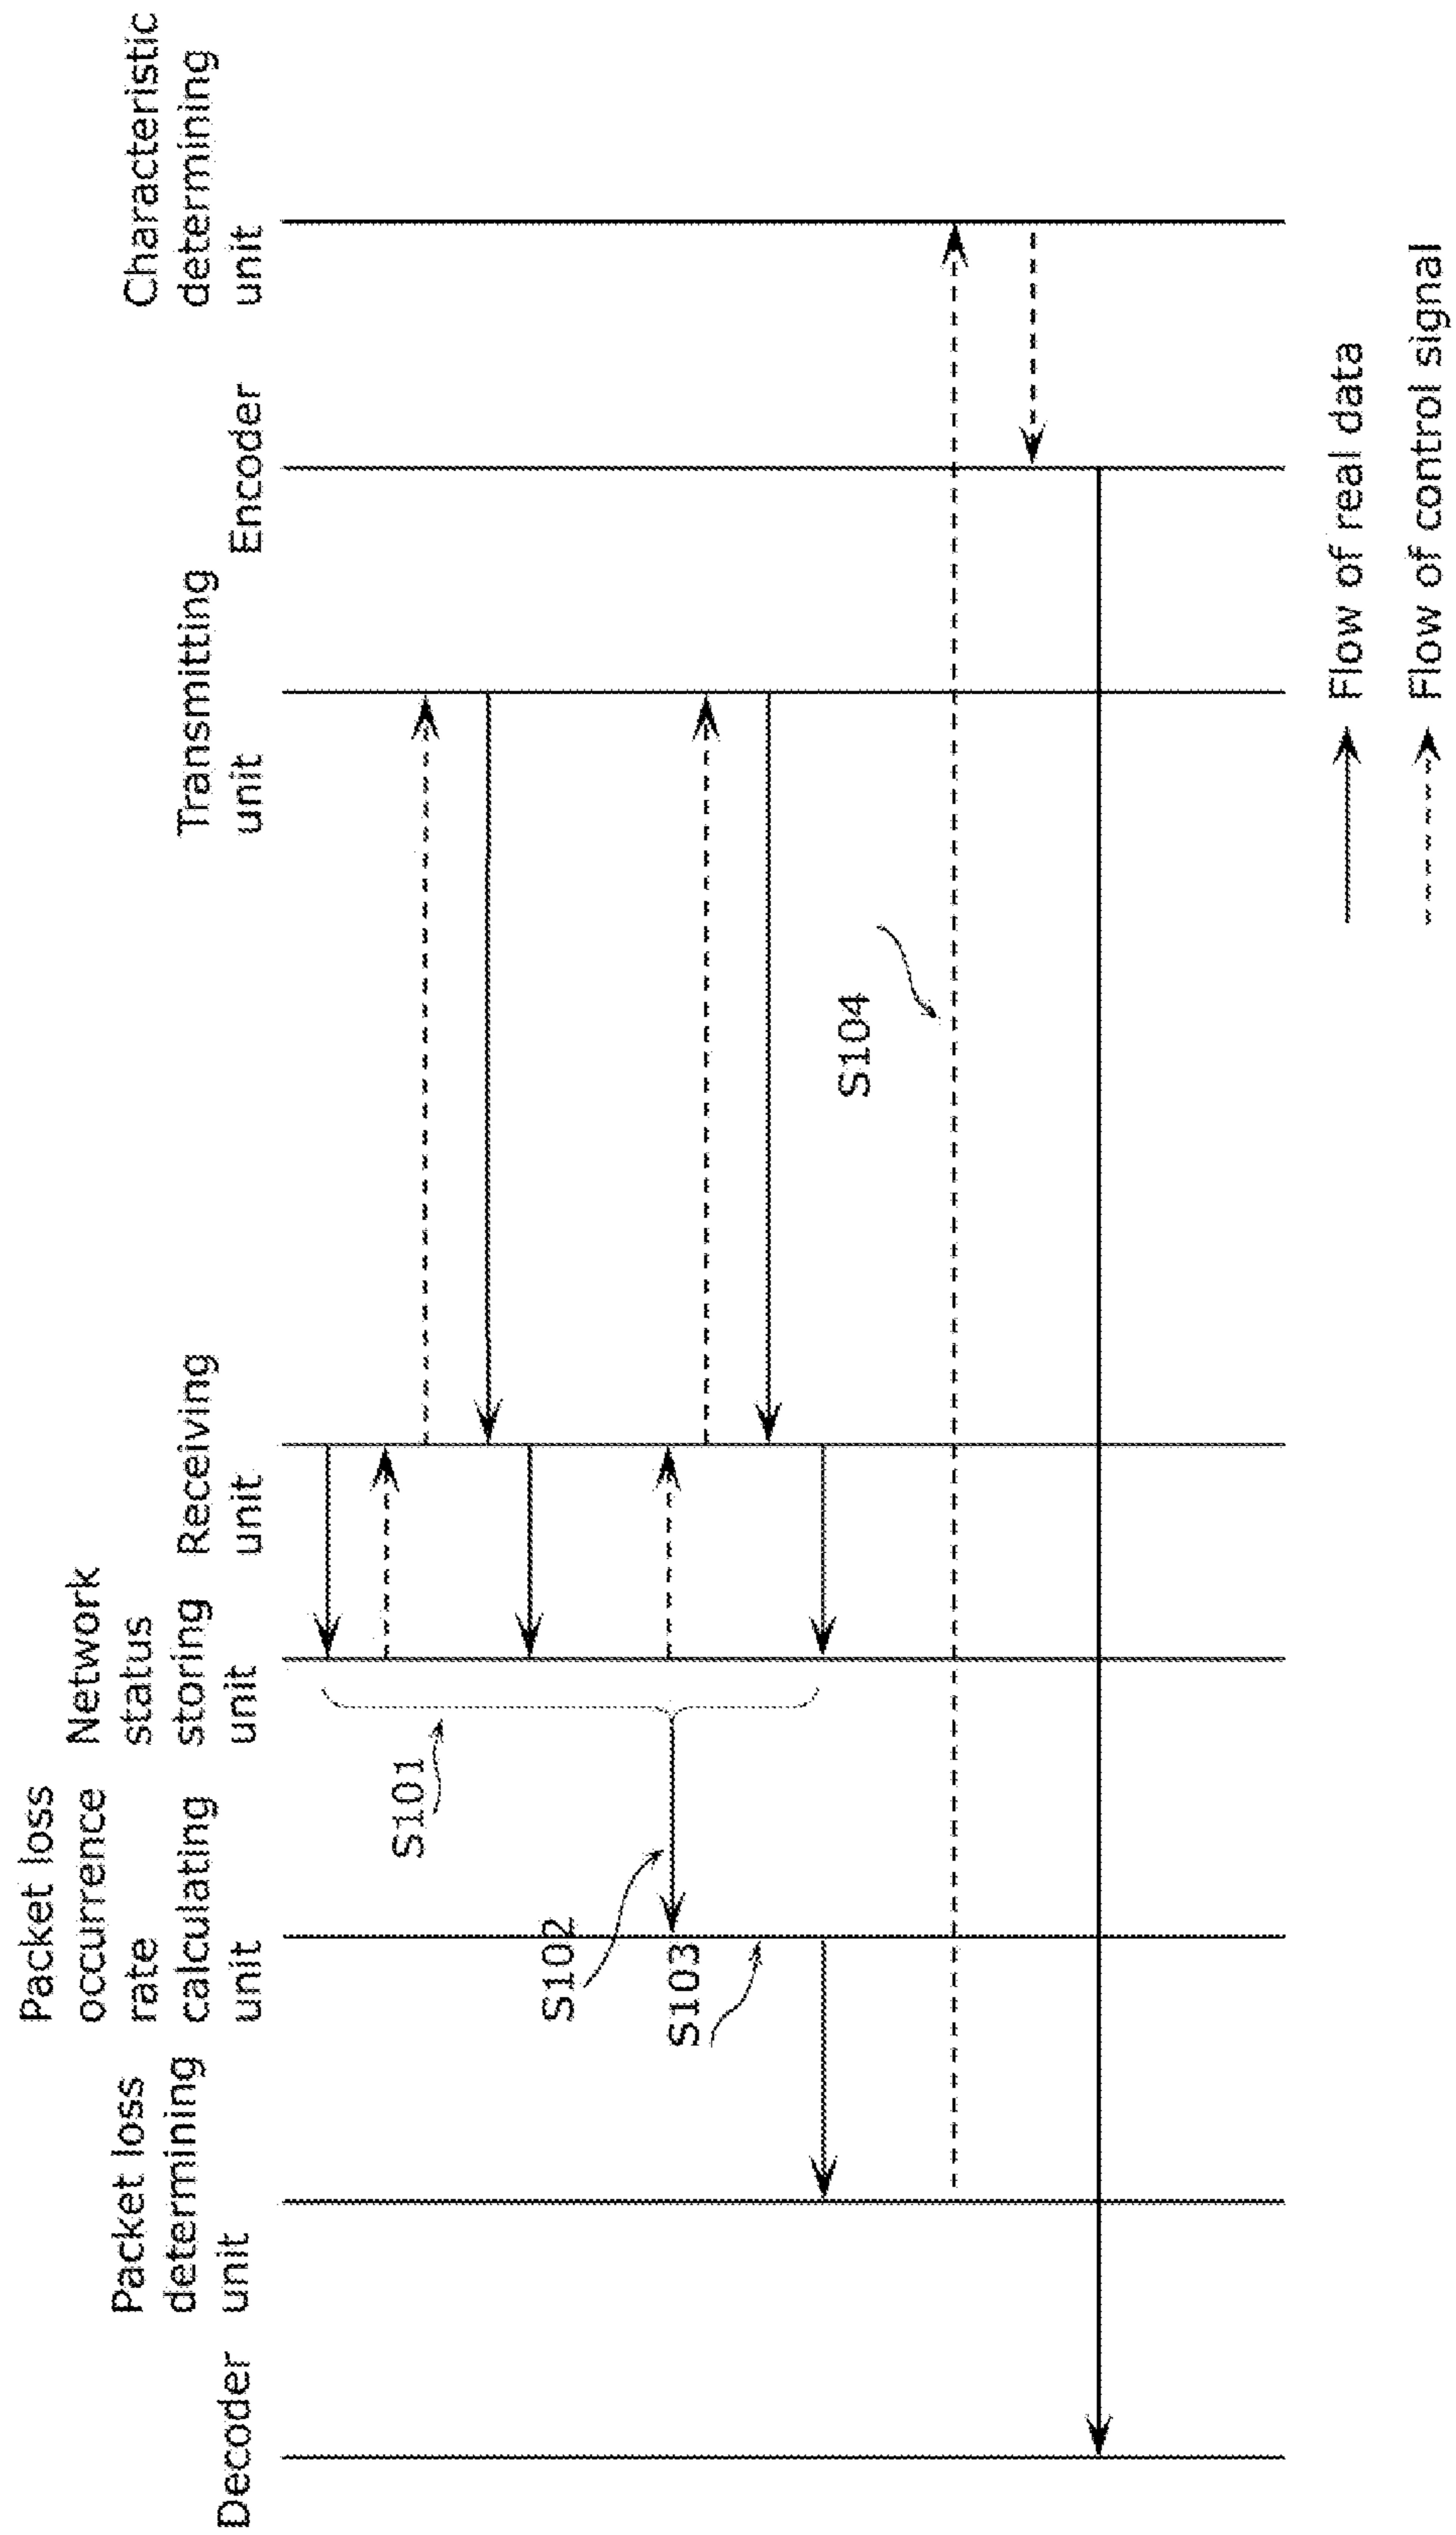 Decoder
Packet loss
determining
unit
Packet loss
occurrence
rate
calculating
unit
Network
status
storing
unit
Receiving
unit
Transmitting
unit
Encoder
Characteristic
determining
unit
S101
S102
S103
S104
Flow of real data
Flow of control signal